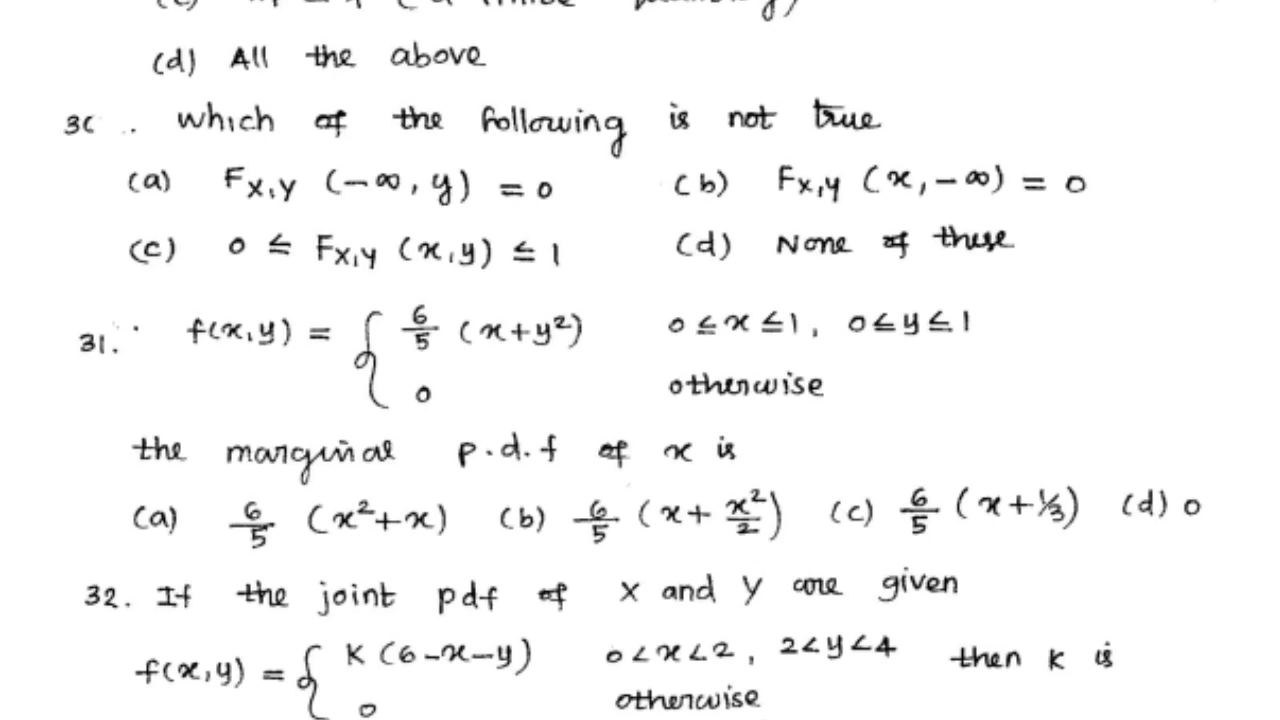 (d) All the above
30. which of the following is not true
(a) F_X,Y (-∞, y) = 0 (b) F_X,Y (x, -∞) = 0
(c) 0 ≤ F_X,Y (x,y) ≤ 1 (d) None of these
31. f(x,y) = { 6/5 (x+y²) 0≤x≤1, 0≤y≤1
0 otherwise
the marginal p.d.f of x is
(a) 6/5 (x²+x) (b) 6/5 (x+ x²/2) (c) 6/5 (x+1/3) (d) 0
32. If the joint pdf of X and Y are given
f(x,y) = { K (6-x-y) 0<x<2, 2<y<4 then K is
0 otherwise